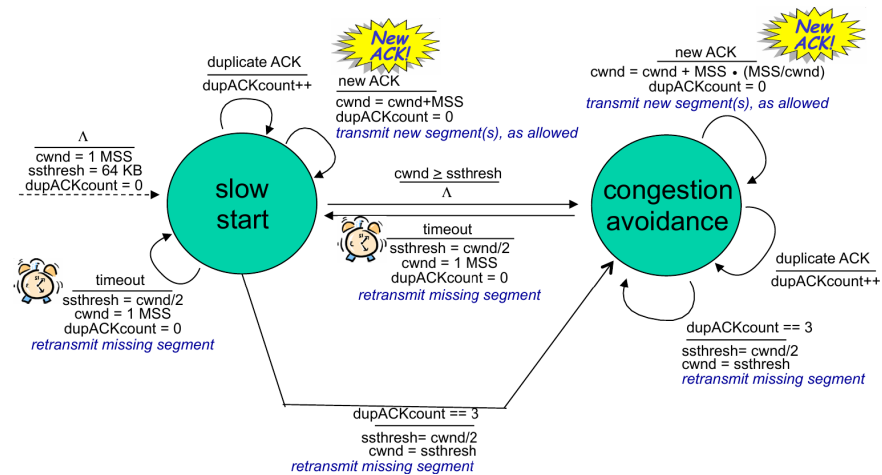 New
ACK!
duplicate ACK
dupACKcount++
new ACK
cwnd = cwnd+MSS
dupACKcount = 0
transmit new segment(s), as allowed
Λ
cwnd = 1 MSS
ssthresh = 64 KB
dupACKcount = 0
slow
start
timeout
ssthresh = cwnd/2
cwnd = 1 MSS
dupACKcount = 0
retransmit missing segment
cwnd ≥ ssthresh
Λ
timeout
ssthresh = cwnd/2
cwnd = 1 MSS
dupACKcount = 0
retransmit missing segment
dupACKcount == 3
ssthresh= cwnd/2
cwnd = ssthresh
retransmit missing segment
New
ACK!
new ACK
cwnd = cwnd + MSS • (MSS/cwnd)
dupACKcount = 0
transmit new segment(s), as allowed
congestion
avoidance
duplicate ACK
dupACKcount++
dupACKcount == 3
ssthresh= cwnd/2
cwnd = ssthresh
retransmit missing segment